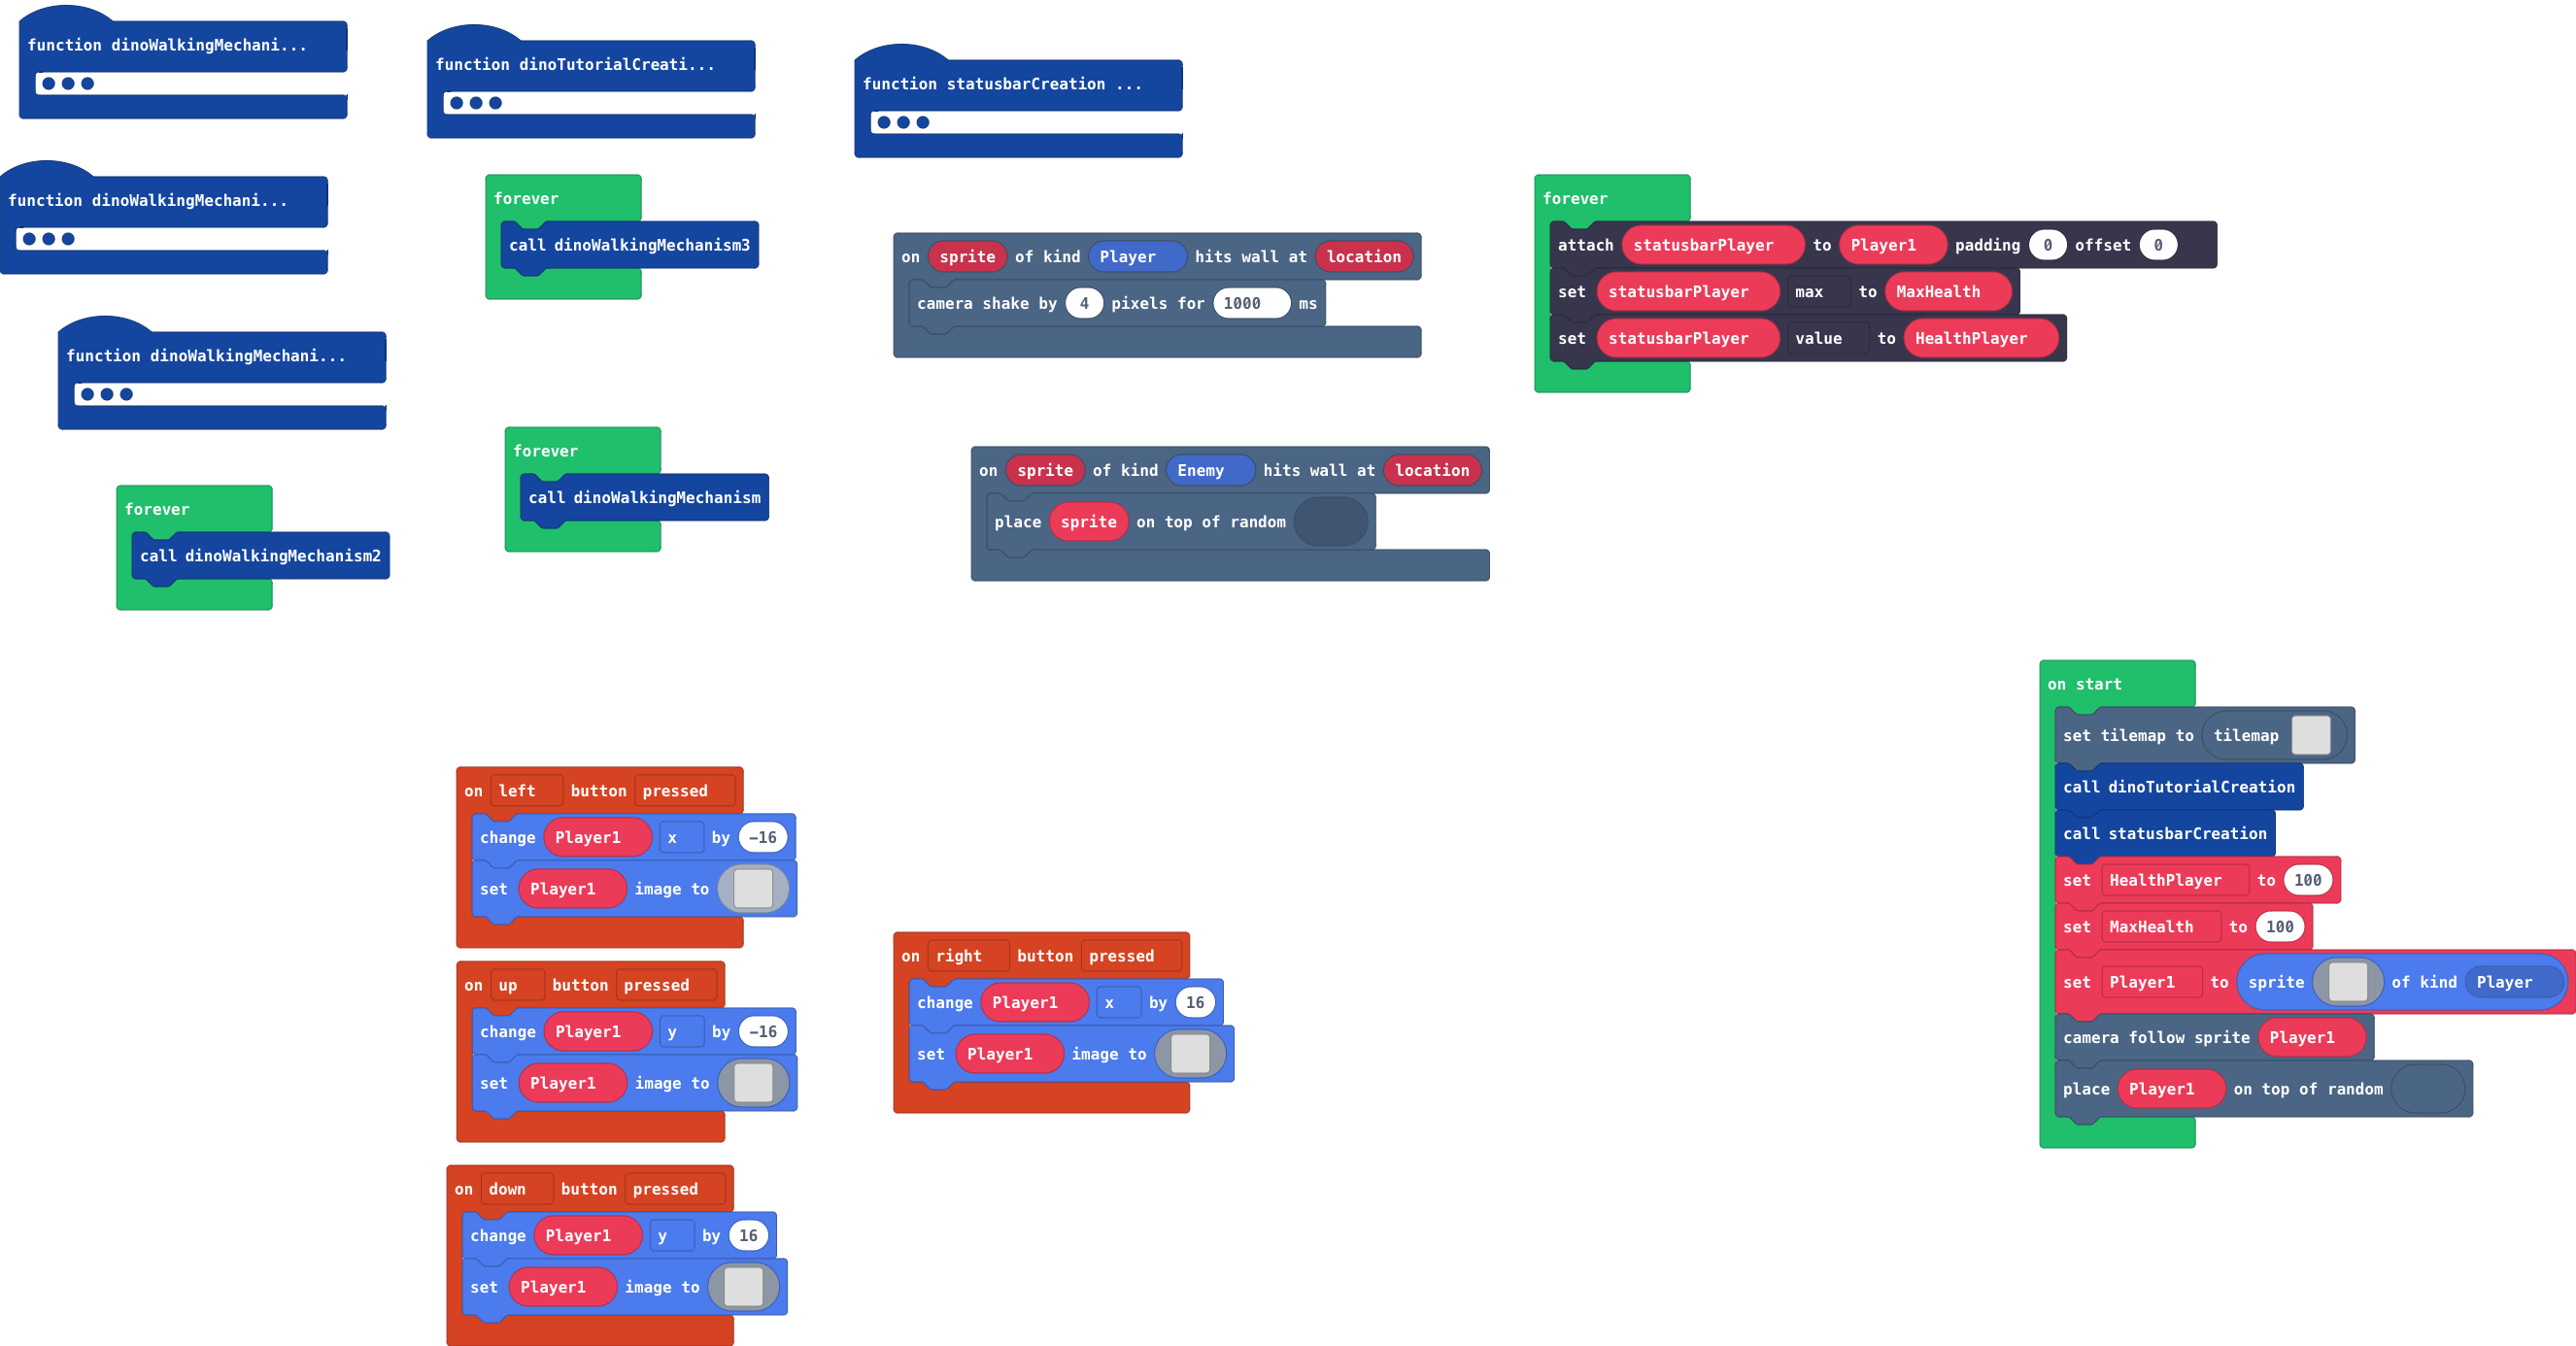 function dinoWalkingMechani...
function dinoTutorialCreati...
function statusbarCreation ...
function dinoWalkingMechani...
forever
call dinoWalkingMechanism3
on sprite of kind Player hits wall at location
camera shake by 4 pixels for 1000 ms
forever
attach statusbarPlayer to Player1 padding 0 offset 0
set statusbarPlayer max to MaxHealth
set statusbarPlayer value to HealthPlayer
function dinoWalkingMechani...
forever
call dinoWalkingMechanism
on sprite of kind Enemy hits wall at location
place sprite on top of random
forever
call dinoWalkingMechanism2
on start
set tilemap to tilemap
call dinoTutorialCreation
call statusbarCreation
set HealthPlayer to 100
set MaxHealth to 100
set Player1 to sprite of kind Player
camera follow sprite Player1
place Player1 on top of random
on left button pressed
change Player1 x by -16
set Player1 image to
on right button pressed
change Player1 x by 16
set Player1 image to
on up button pressed
change Player1 y by -16
set Player1 image to
on down button pressed
change Player1 y by 16
set Player1 image to